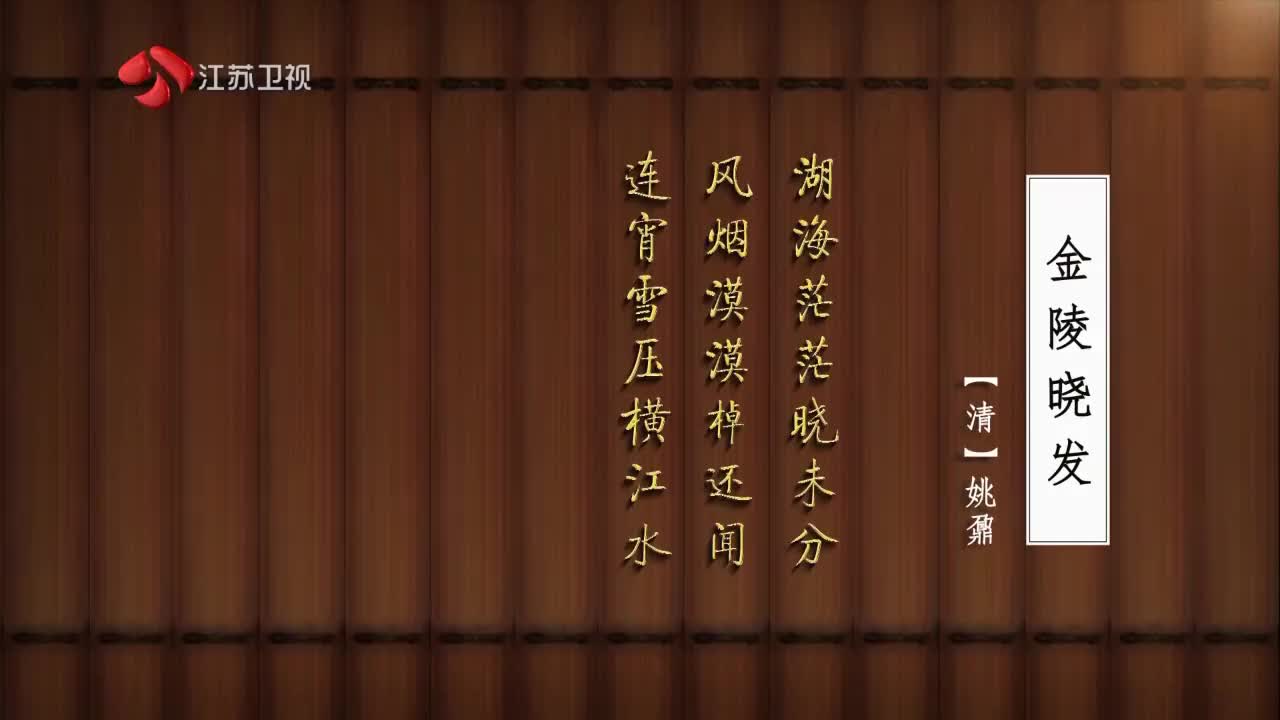 江苏卫视
金陵晓发
【清】姚鼐
湖海茫茫晓未分
风烟漠漠棹还闻
连宵雪压横江水